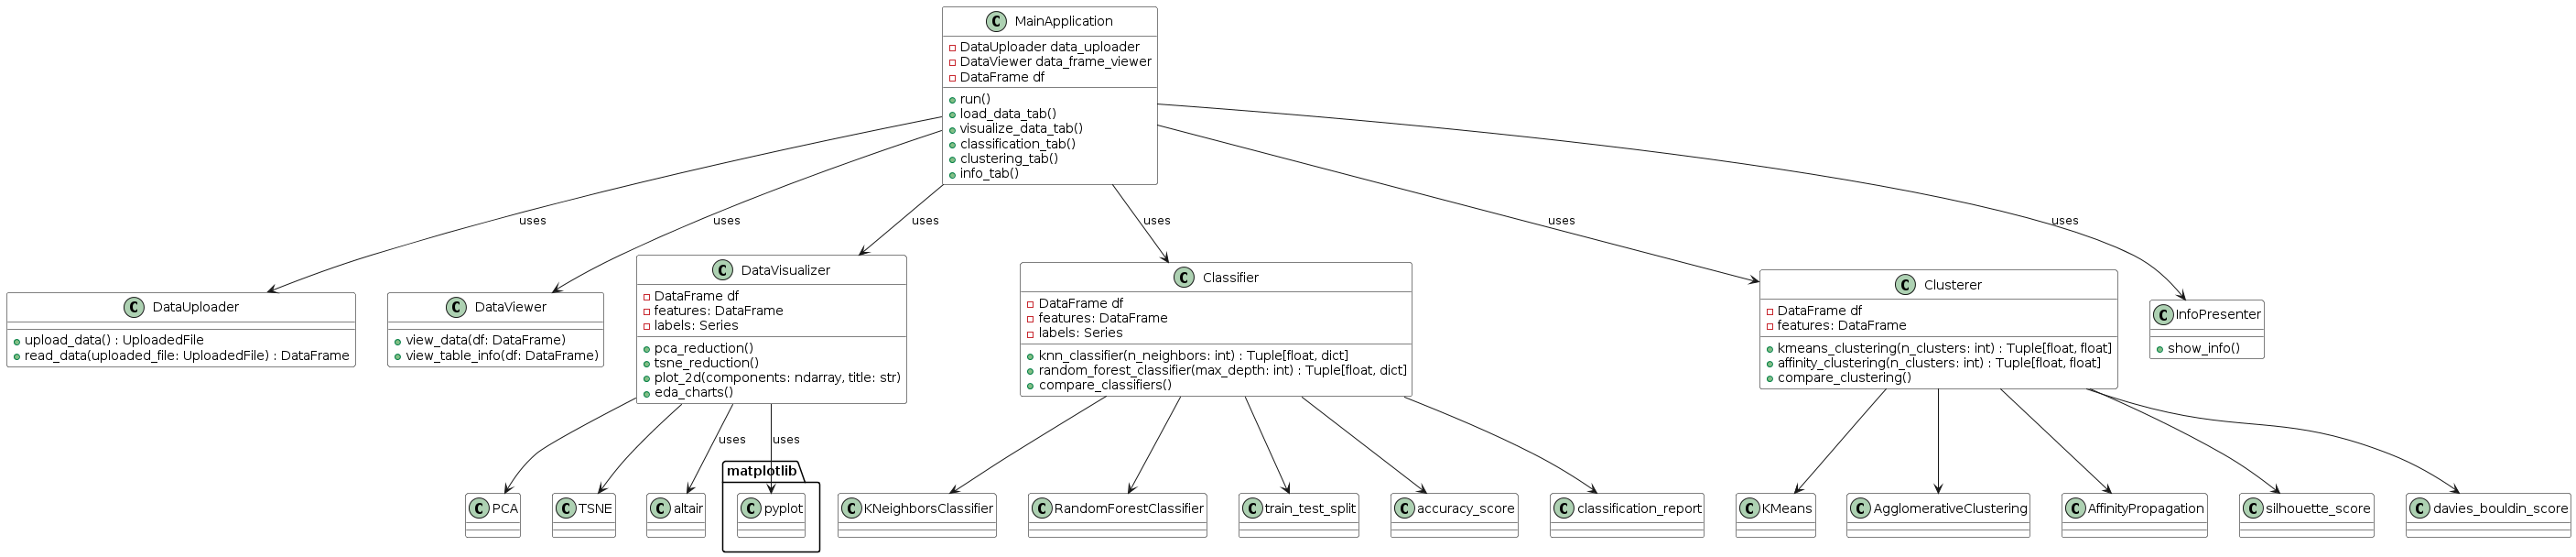 MainApplication
DataUploader data_uploader
DataViewer data_frame_viewer
DataFrame df
run()
load_data_tab()
visualize_data_tab()
classification_tab()
clustering_tab()
info_tab()
uses
uses
uses
uses
uses
uses
DataUploader
upload_data() : UploadedFile
read_data(uploaded_file: UploadedFile) : DataFrame
DataViewer
view_data(df: DataFrame)
view_table_info(df: DataFrame)
DataVisualizer
DataFrame df
features: DataFrame
labels: Series
pca_reduction()
tsne_reduction()
plot_2d(components: ndarray, title: str)
eda_charts()
Classifier
DataFrame df
features: DataFrame
labels: Series
knn_classifier(n_neighbors: int) : Tuple[float, dict]
random_forest_classifier(max_depth: int) : Tuple[float, dict]
compare_classifiers()
Clusterer
DataFrame df
features: DataFrame
kmeans_clustering(n_clusters: int) : Tuple[float, float]
affinity_clustering(n_clusters: int) : Tuple[float, float]
compare_clustering()
InfoPresenter
show_info()
uses
uses
matplotlib
PCA
TSNE
altair
pyplot
KNeighborsClassifier
RandomForestClassifier
train_test_split
accuracy_score
classification_report
KMeans
AgglomerativeClustering
AffinityPropagation
silhouette_score
davies_bouldin_score